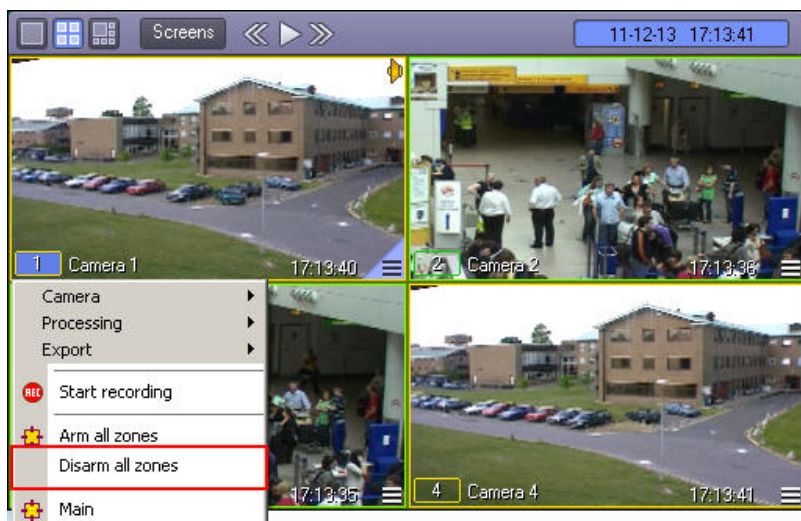 Screens
11-12-13 17:13:41
1 Camera 1 17:13:40
2 Camera 2 17:13:36
Camera
Processing
Export
REC Start recording
Arm all zones
Disarm all zones
Main
17:13:35
4 Camera 4 17:13:41